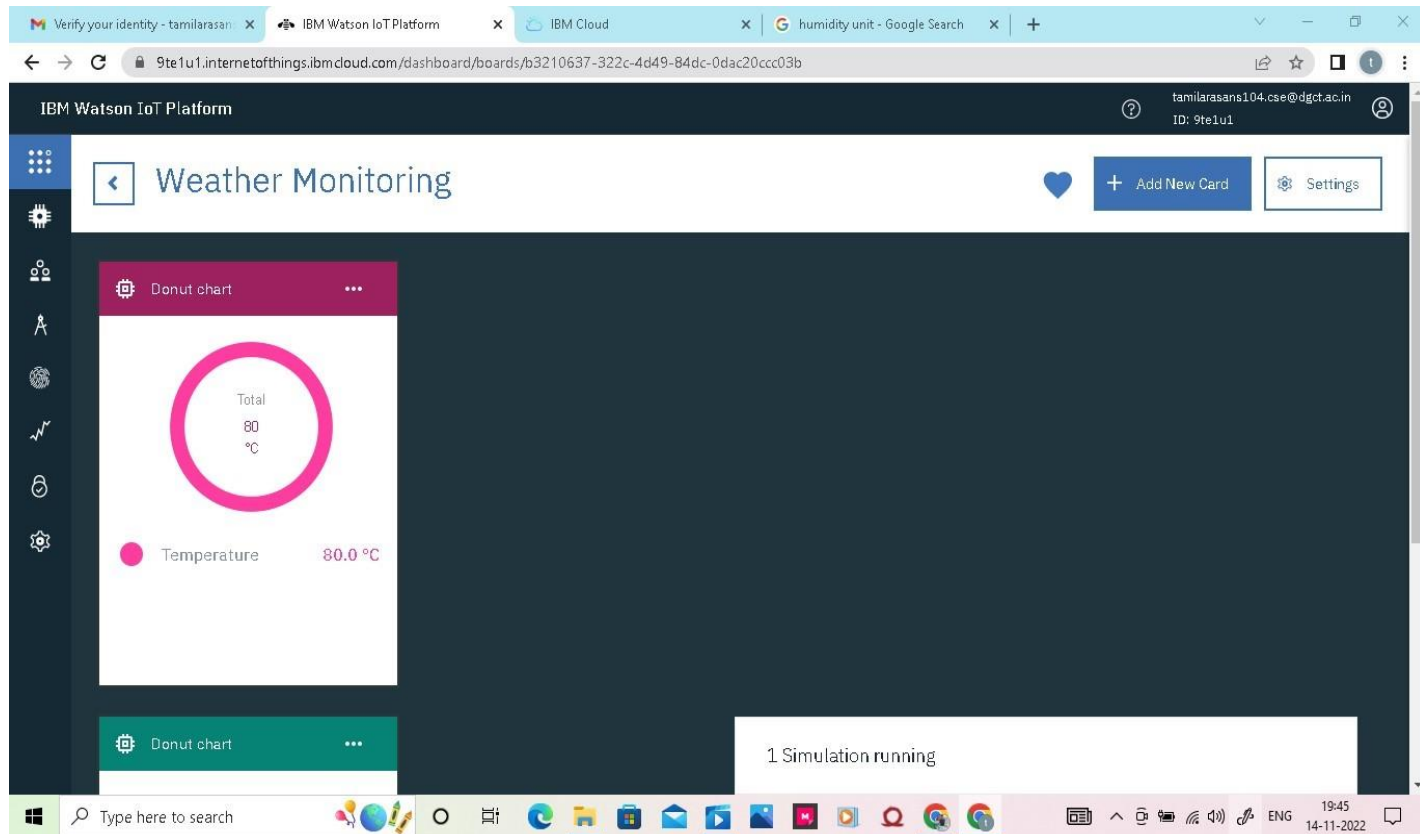 Verify your identity - tamilarasan
IBM Watson IoT Platform
IBM Cloud
humidity unit - Google Search
9te1u1.internetofthings.ibmcloud.com/dashboard/boards/b3210637-322c-4d49-84dc-0dac20ccc03b
IBM Watson IoT Platform
tamilarasans104.cse@dgct.ac.in
ID: 9te1u1
Weather Monitoring
Add New Card
Settings
Donut chart
Total
80
°C
Temperature 80.0 °C
Donut chart
1 Simulation running
Type here to search
ENG
19:45
14-11-2022